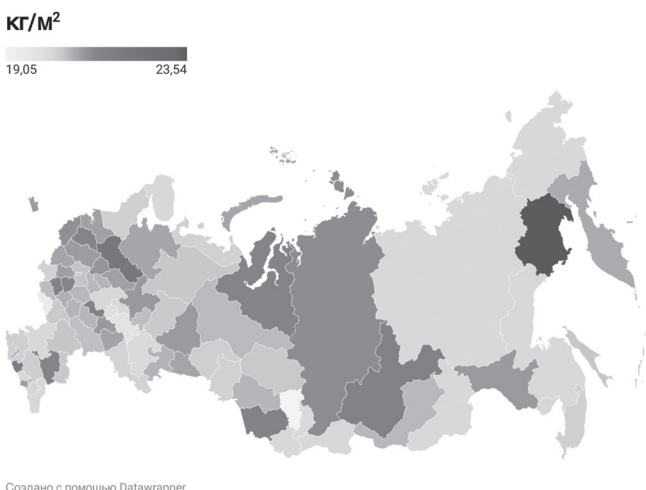 кг/м²
19,05 23,54
Создано с помощью Datawrapper